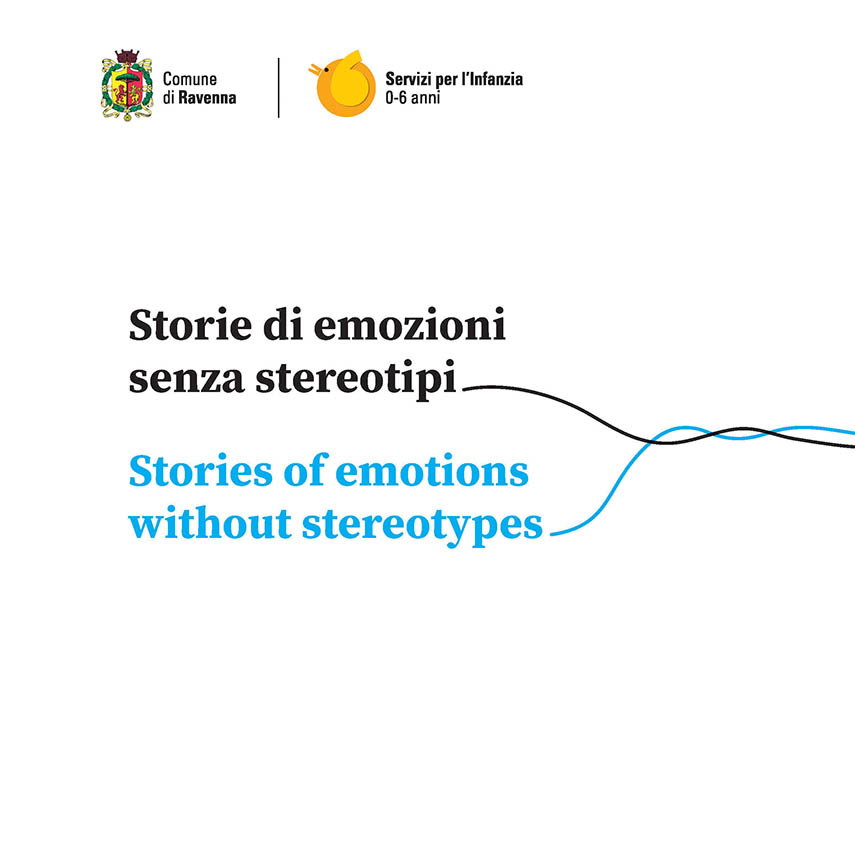 Comune
di Ravenna
Servizi per l'Infanzia
0-6 anni
Storie di emozioni
senza stereotipi
Stories of emotions
without stereotypes